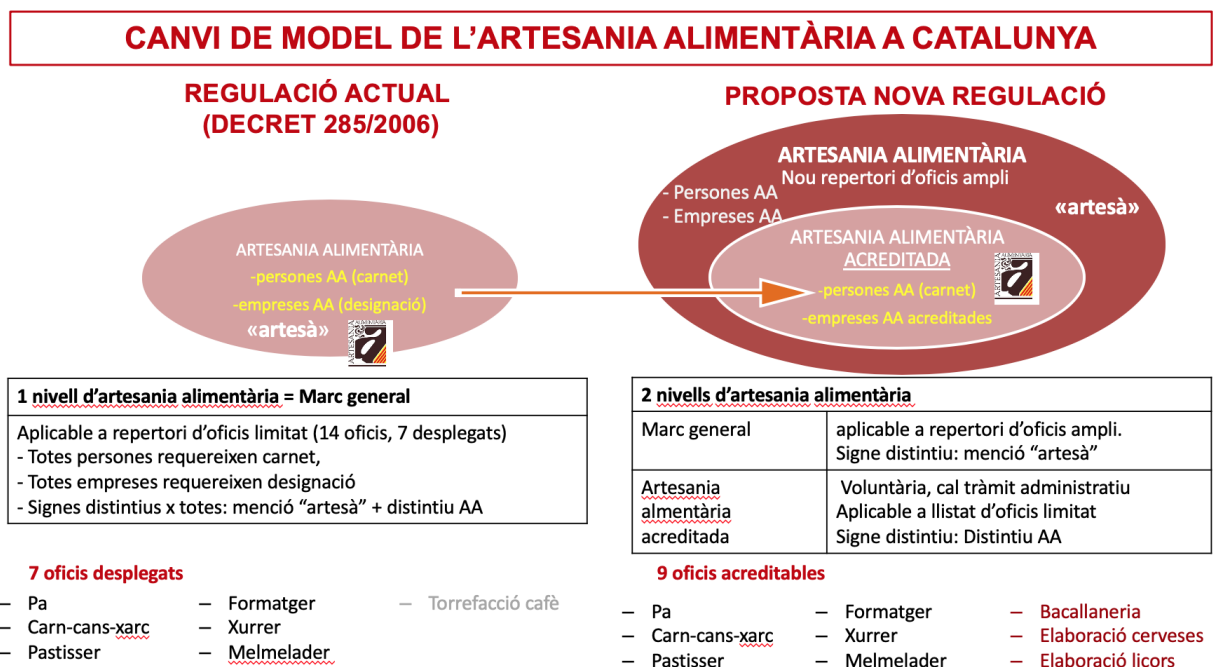 CANVI DE MODEL DE L'ARTESANIA ALIMENTÀRIA A CATALUNYA
REGULACIÓ ACTUAL
(DECRET 285/2006)
ARTESANIA ALIMENTÀRIA
-persones AA (carnet)
-empreses AA (designació)
«artesà»
ARTESANIA
ALIMENTÀRIA
1 nivell d'artesania alimentària = Marc general
Aplicable a repertori d'oficis limitat (14 oficis, 7 desplegats)
- Totes persones requereixen carnet,
- Totes empreses requereixen designació
- Signes distintius x totes: menció "artesà" + distintiu AA
7 oficis desplegats
– Pa
– Carn-cans-xarc
– Pastisser
– Formatger
– Xurrer
– Melmelader
– Torrefacció cafè
PROPOSTA NOVA REGULACIÓ
ARTESANIA ALIMENTÀRIA
Nou repertori d'oficis ampli
- Persones AA
- Empreses AA
«artesà»
ARTESANIA ALIMENTÀRIA
ACREDITADA
-persones AA (carnet)
-empreses AA acreditades
ARTESANIA
ALIMENTÀRIA
2 nivells d'artesania alimentària
Marc general
aplicable a repertori d'oficis ampli.
Signe distintiu: menció "artesà"
Artesania
almentària
acreditada
Voluntària, cal tràmit administratiu
Aplicable a llistat d'oficis limitat
Signe distintiu: Distintiu AA
9 oficis acreditables
– Pa
– Carn-cans-xarc
– Pastisser
– Formatger
– Xurrer
– Melmelader
– Bacallaneria
– Elaboració cerveses
– Elaboració licors